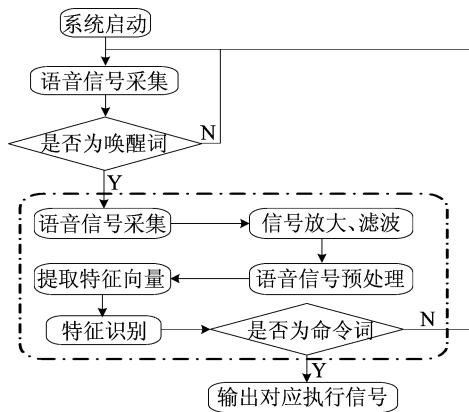 系统启动
语音信号采集
是否为唤醒词
N
Y
语音信号采集
信号放大、滤波
提取特征向量
语音信号预处理
特征识别
是否为命令词
N
Y
输出对应执行信号